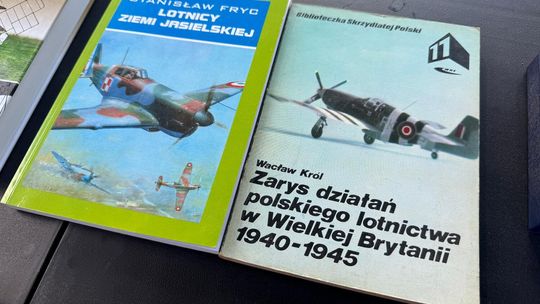 STANISŁAW FRYC
LOTNICY
ZIEMI JASIELSKIEJ
Biblioteczka Skrzydlatej Polski
11
Wacław Król
Zarys działań
polskiego lotnictwa
w Wielkiej Brytanii
1940-1945